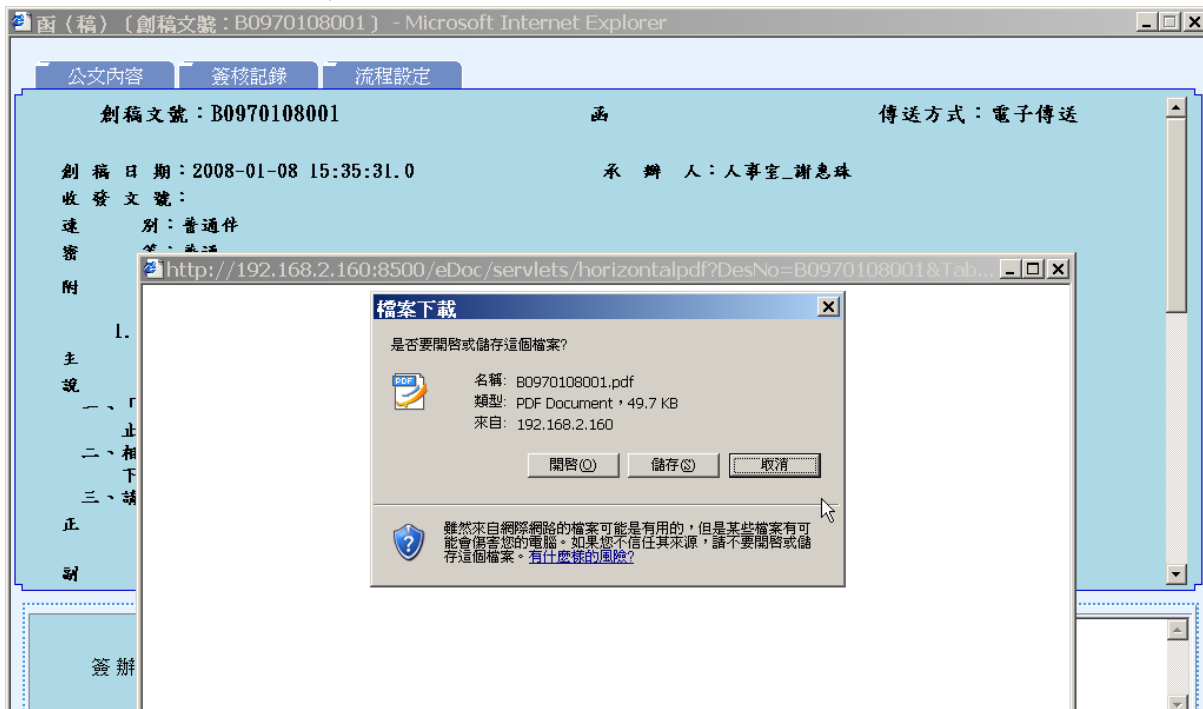 函（稿）〔創稿文號：B0970108001〕 - Microsoft Internet Explorer
公文內容 簽核記錄 流程設定
創稿文號：B0970108001 函 傳送方式：電子傳送
創稿日期：2008-01-08 15:35:31.0 承辦人：人事室_謝惠珠
收發文號：
速別：普通件
密
附
1.
主
說
一、「
止
二、相
下
三、請
正
副
簽辦
http://192.168.2.160:8500/eDoc/servlets/horizontalpdf?DesNo=B0970108001&Tab...
檔案下載
是否要開啓或儲存這個檔案?
名稱: B0970108001.pdf
類型: PDF Document，49.7 KB
來自: 192.168.2.160
開啓(O) 儲存(S) 取消
雖然來自網際網路的檔案可能是有用的，但是某些檔案有可
能會傷害您的電腦。如果您不信任其來源，請不要開啓或儲
存這個檔案。有什麼樣的風險?